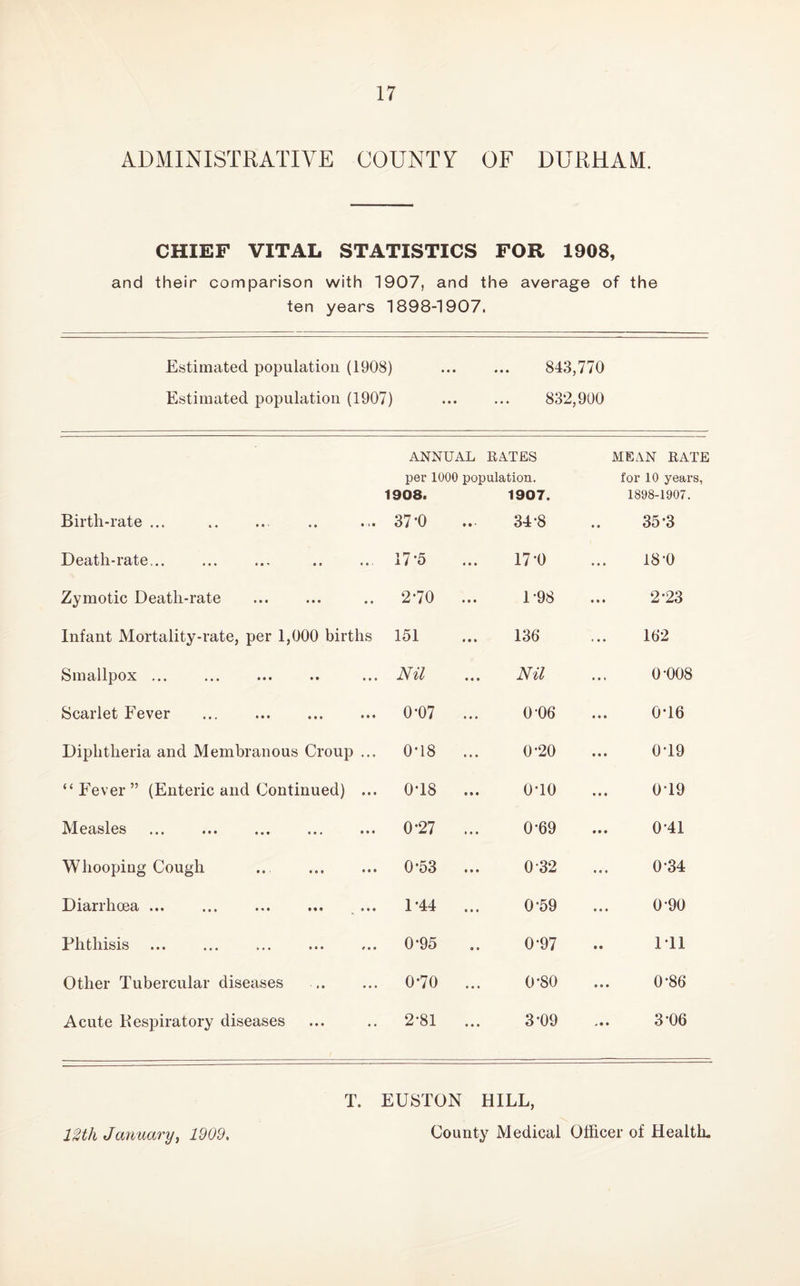 17
ADMINISTRATIVE COUNTY OF DURHAM.
CHIEF VITAL STATISTICS FOR 1908,
and their comparison with 1907, and the average of the
ten years 1898-1907.
Estimated population (1908) ... ... 843,770
Estimated population (1907) ... ... 832,900
ANNUAL RATES MEAN RATE
per 1000 population. for 10 years,
1908. 1907. 1898-1907.
Birth-rate ... .. .. .. ... 37·0 ... 34·8 .. 35·3
Death-rate... ... ... .. .. 17·5 ... 17·0 ... 18·0
Zymotic Death-rate ... ... .. 2·70 ... 1·98 ... 2·23
Infant Mortality-rate, per 1,000 births 151 ... 136 ... 162
Smallpox ... ... ... .. ... Nil ... Nil ... 0·008
Scarlet Fever ... ... ... ... 0·07 ... 0·06 ... 0·16
Diphtheria and Membranous Croup ... 0·18 ... 0·20 ... 0·19
“Fever” (Enteric and Continued) ... 0·18 ... 0·10 ... 0·19
Measles ... ... ... ... ... 0·27 ... 0·69 ... 0·41
Whooping Cough .. ... ... 0·53 ... 0·32 ... 0·34
Diarrhœa ... ... ... ... ... 1·44 ... 0·59 ... 0·90
Phthisis ... ... ... ... ... 0·95 .. 0·97 .. 1·11
Other Tubercular diseases .. ... 0·70 ... 0·80 ... 0·86
Acute Respiratory diseases ... .. 2·81 ... 3·09 ... 3·06
T. EUSTON HILL,
12th January, 1909. County Medical Officer of Health.